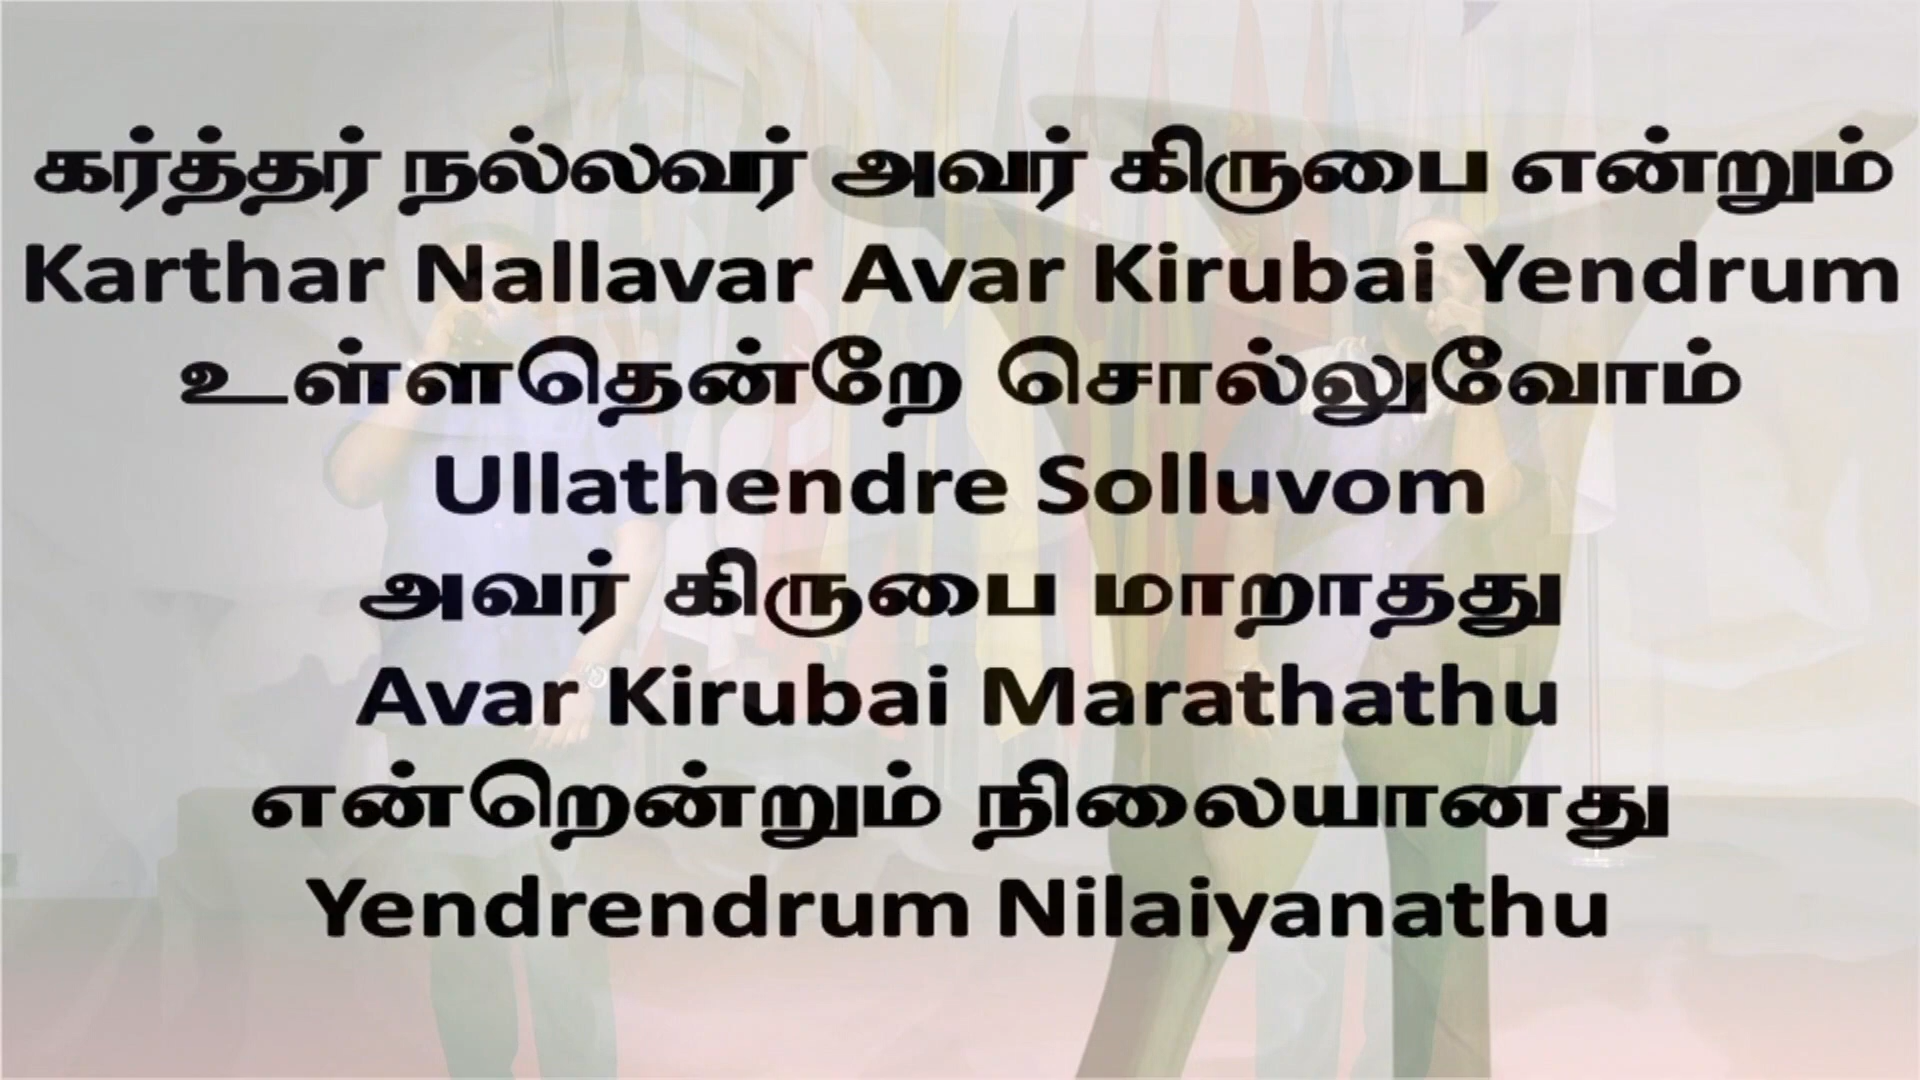 கர்த்தர் நல்லவர் அவர் கிருபை என்றும்
Karthar Nallavar Avar Kirubai Yendrum
உள்ளதென்றே சொல்லுவோம்
Ullathendre Solluvom
அவர் கிருபை மாறாதது
Avar Kirubai Marathathu
என்றென்றும் நிலையானது
Yendrendrum Nilaiyanathu